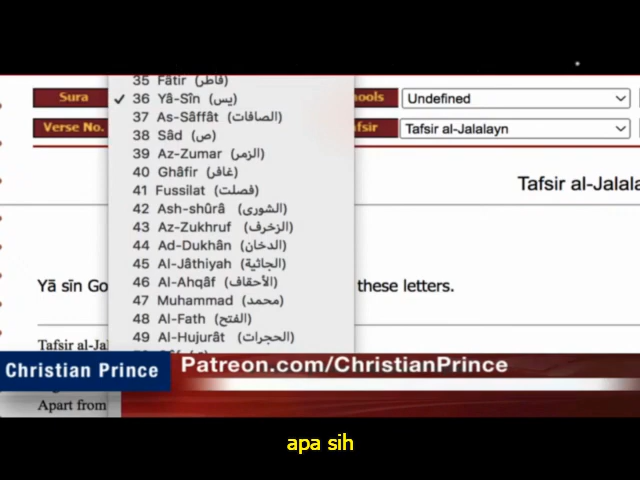 35 Fâtir (فاطر)
Sura
✓ 36 Yâ-Sîn (يس)
Undefined
37 As-Sâffât (الصافات)
Verse No.
Tafsir al-Jalalayn
38 Sâd (ص)
39 Az-Zumar (الزمر)
40 Ghâfir (غافر)
41 Fussilat (فصلت)
Tafsir al-Jala
42 Ash-shûrâ (الشورى)
43 Az-Zukhruf (الزخرف)
44 Ad-Dukhân (الدخان)
45 Al-Jâthiyah (الجاثية)
46 Al-Ahqâf (الأحقاف)
Yā sīn Go
these letters.
47 Muhammad (محمد)
48 Al-Fath (الفتح)
49 Al-Hujurât (الحجرات)
Tafsir al-Jal
Christian Prince
Patreon.com/ChristianPrince
Apart from
apa sih